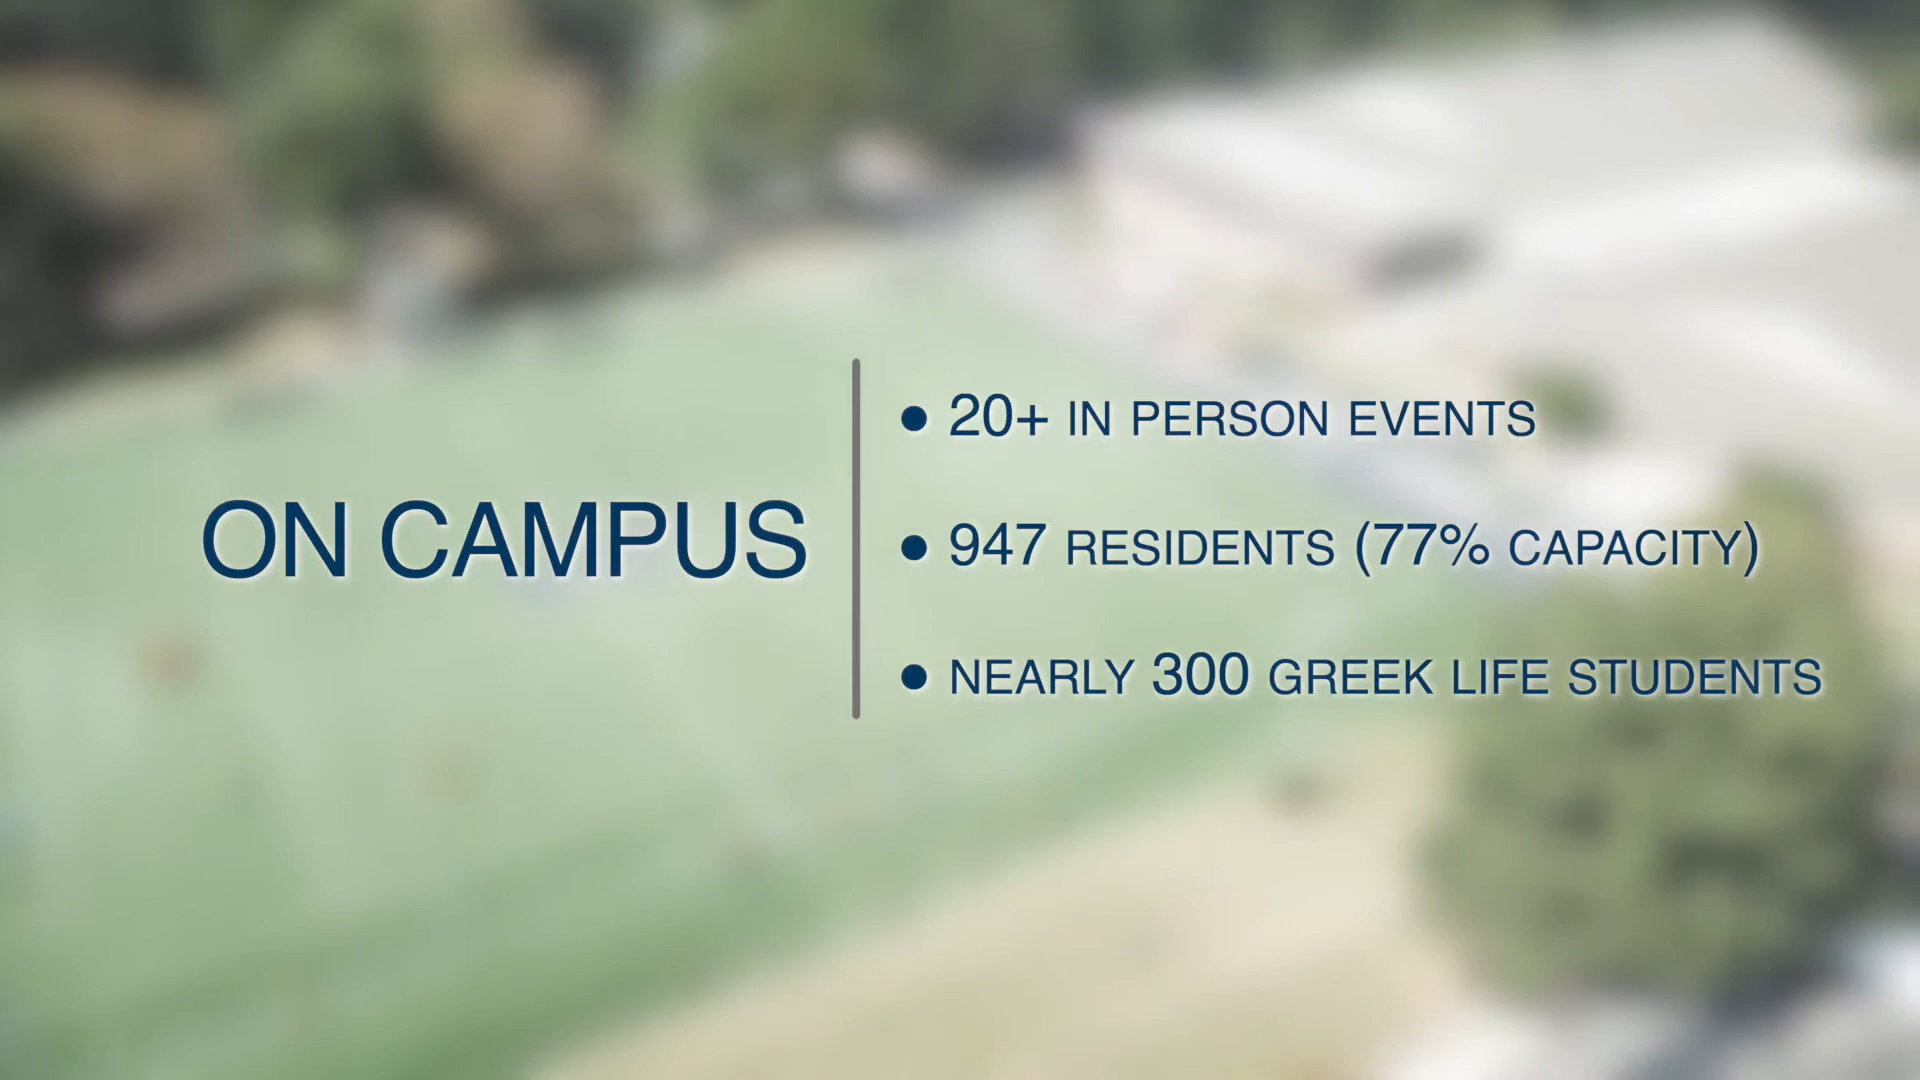 ON CAMPUS
• 20+ IN PERSON EVENTS
• 947 RESIDENTS (77% CAPACITY)
• NEARLY 300 GREEK LIFE STUDENTS